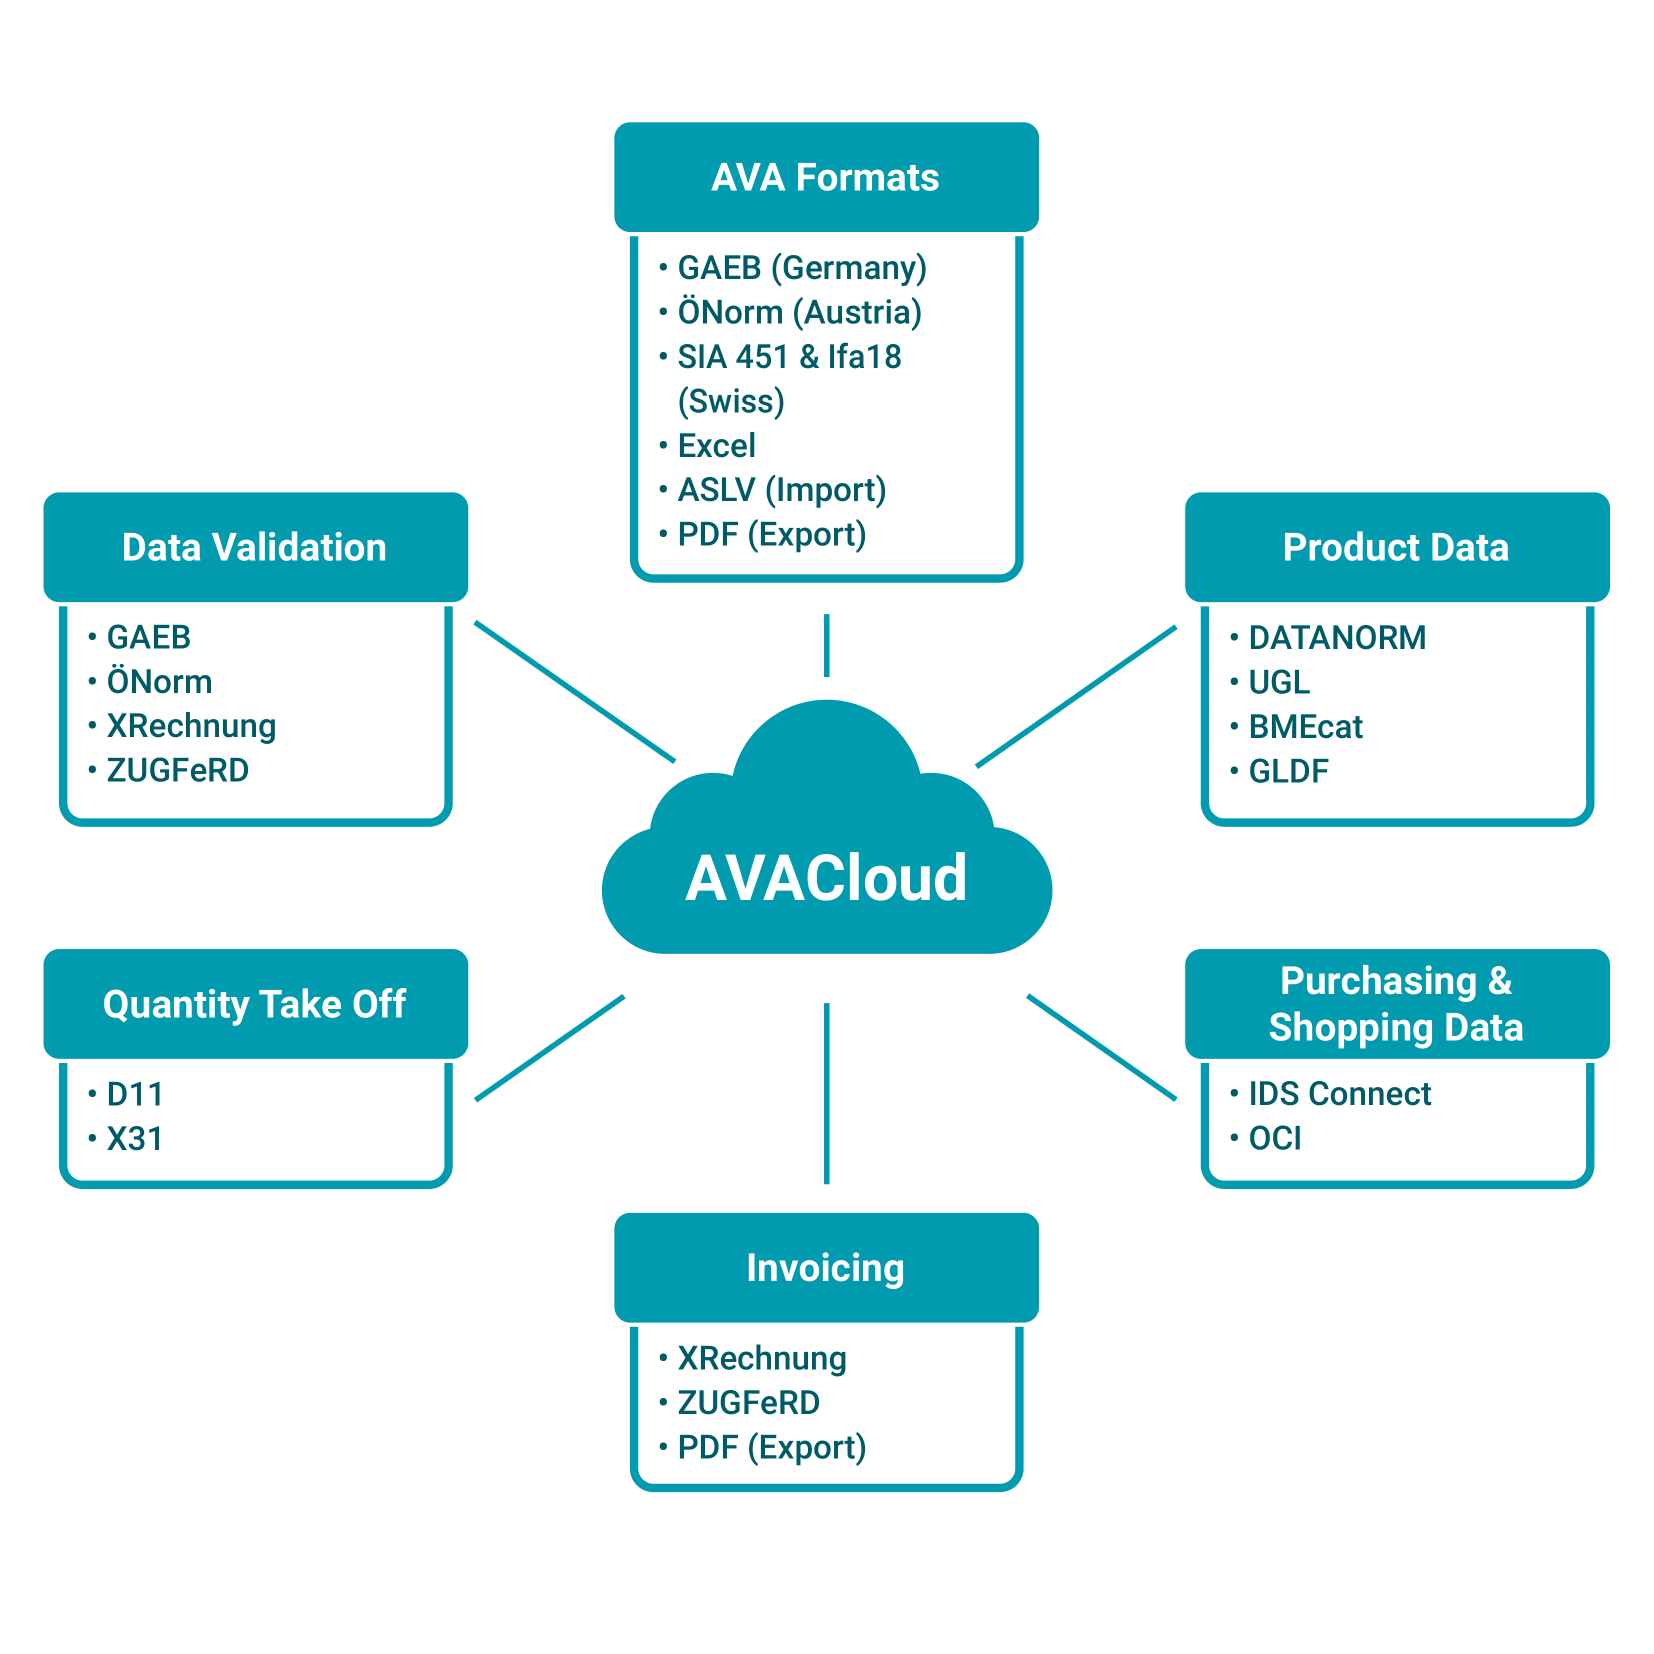 AVA Formats
• GAEB (Germany)
• ÖNorm (Austria)
• SIA 451 & Ifa18
(Swiss)
• Excel
• ASLV (Import)
• PDF (Export)
Data Validation
• GAEB
• ÖNorm
• XRechnung
• ZUGFeRD
Product Data
• DATANORM
• UGL
• BMEcat
• GLDF
AVACloud
Quantity Take Off
• D11
• X31
Purchasing &
Shopping Data
• IDS Connect
• OCI
Invoicing
• XRechnung
• ZUGFeRD
• PDF (Export)